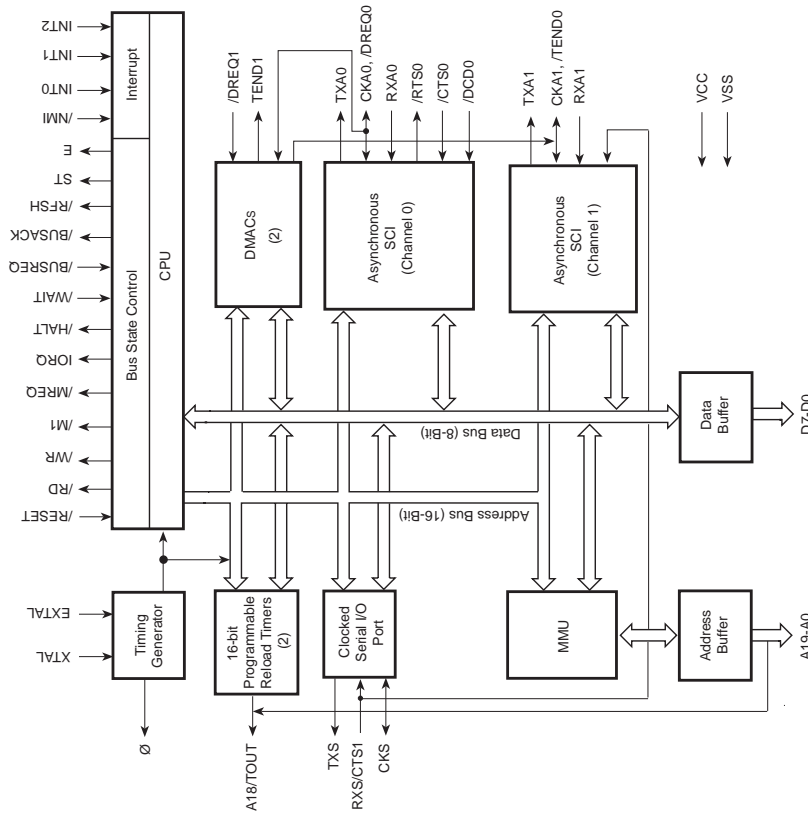 /RESET
/RD
/WR
/M1
/MREQ
IORQ
/HALT
/WAIT
/BUSREQ
/BUSACK
/RFSH
ST
E
/NMI
INT0
INT1
INT2
XTAL
EXTAL
Timing
Generator
Bus State Control
Interrupt
CPU
Ø
16-bit
Programmable
Reload Timers
(2)
A18/TOUT
DMACs
(2)
/DREQ1
TEND1
Clocked
Serial I/O
Port
TXS
RXS/CTS1
CKS
Asynchronous
SCI
(Channel 0)
TXA0
CKA0, /DREQ0
RXA0
/RTS0
/CTS0
/DCD0
Address Bus (16-Bit)
Data Bus (8-Bit)
MMU
Asynchronous
SCI
(Channel 1)
TXA1
CKA1, /TEND0
RXA1
Address
Buffer
A19-A0
Data
Buffer
D7-D0
VCC
VSS